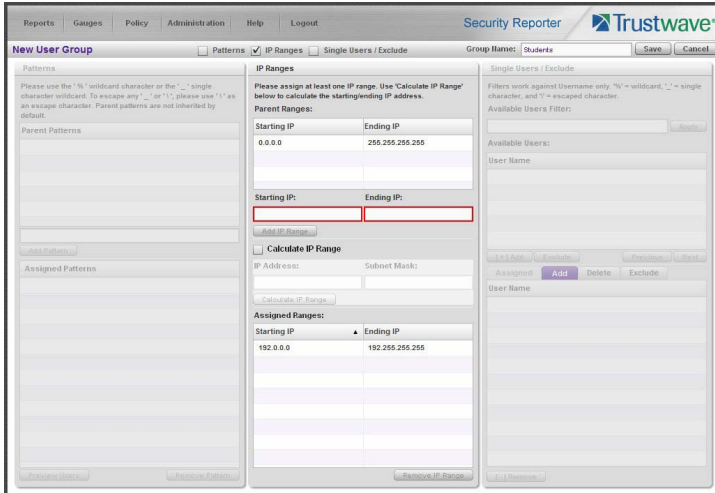 Reports Gauges Policy Administration Help Logout
Security Reporter
Trustwave®
New User Group
Patterns IP Ranges Single Users / Exclude
Group Name: Students Save Cancel
Patterns
Please use the ' % ' wildcard character or the ' _ ' single
character wildcard. To escape any ' _ ' or ' \ ', please use ' \ ' as
an escape character. Parent patterns are not inherited by
default.
Parent Patterns
Add Pattern
Assigned Patterns
Preview Users Remove Pattern
IP Ranges
Please assign at least one IP range. Use 'Calculate IP Range'
below to calculate the starting/ending IP address.
Parent Ranges:
Starting IP Ending IP
0.0.0.0 255.255.255.255
Starting IP: Ending IP:
Add IP Range
Calculate IP Range
IP Address: Subnet Mask:
Calculate IP Range
Assigned Ranges:
Starting IP ▲ Ending IP
192.0.0.0 192.255.255.255
Remove IP Range
Single Users / Exclude
Filters work against Username only. '%' = wildcard, '_' = single
character, and '\' = escaped character.
Available Users Filter:
Apply
Available Users:
User Name
[+] Add Exclude Previous Next
Assigned Add Delete Exclude
User Name
[-] Remove